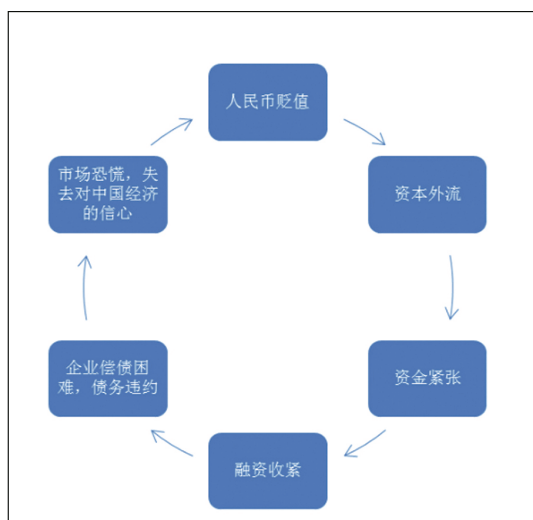 人民币贬值
资本外流
资金紧张
融资收紧
企业偿债困
难，债务违约
市场恐慌，失
去对中国经济
的信心